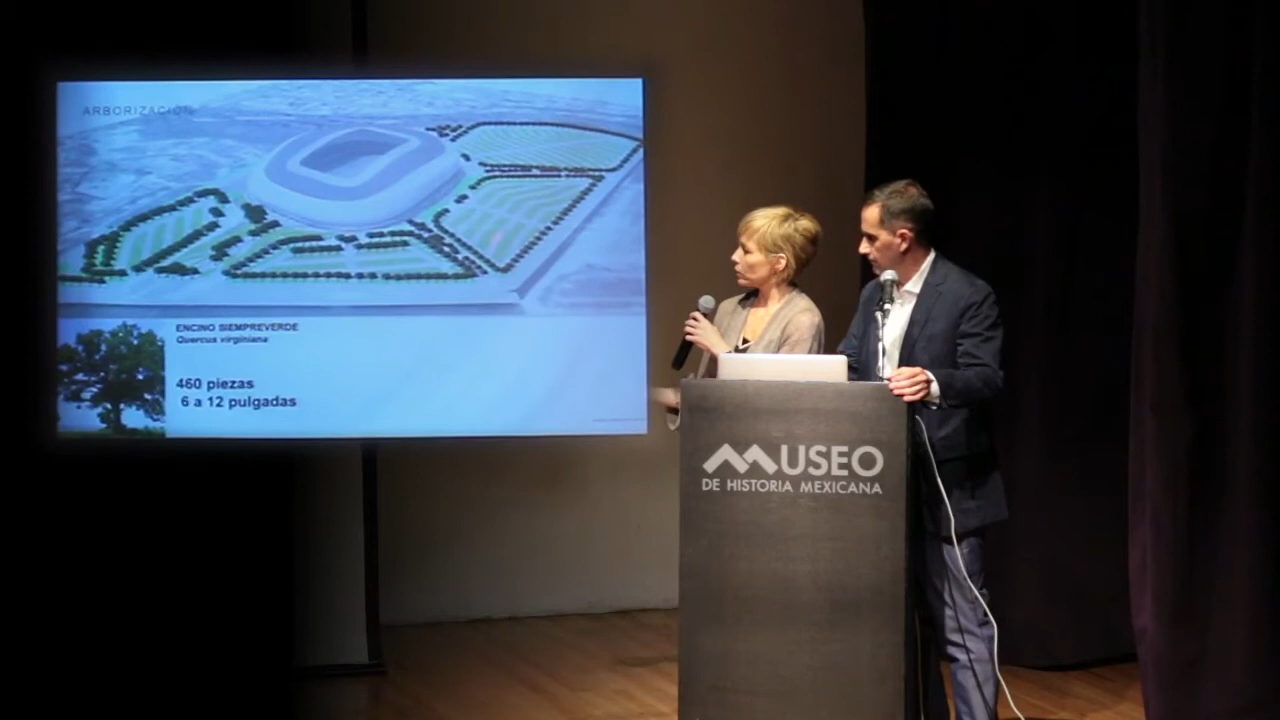 ARBORIZACIÓN
ENCINO SIEMPREVERDE
Quercus virginiana
460 piezas
6 a 12 pulgadas
MUSEO
DE HISTORIA MEXICANA